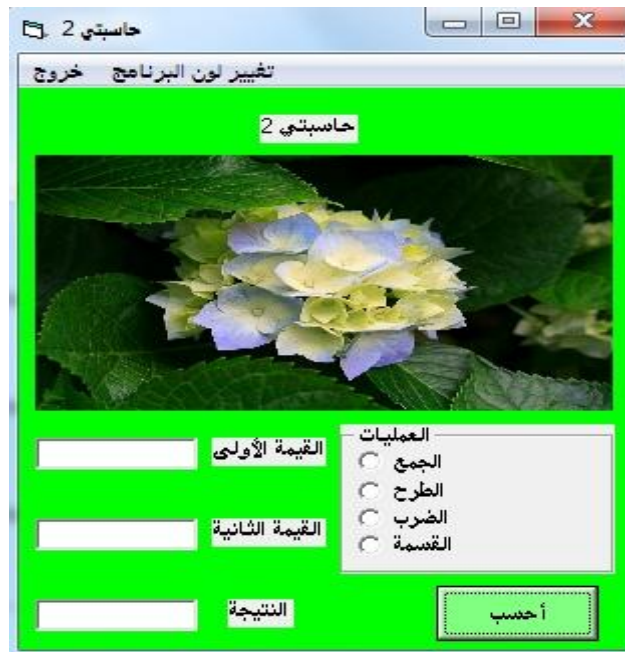 حاسبتي 2
تغيير لون البرنامج خروج
حاسبتي 2
العمليات
الجمع
الطرح
الضرب
القسمة
القيمة الأولى
القيمة الثانية
النتيجة
أحسب